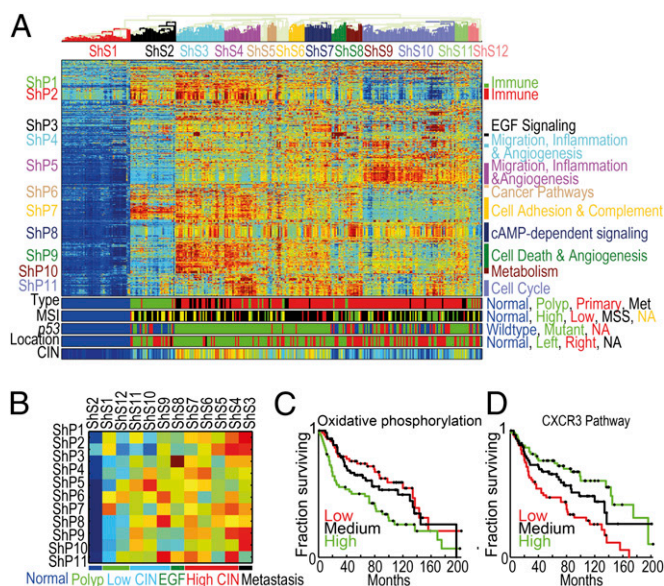 A
ShS1 ShS2 ShS3 ShS4 ShS5 ShS6 ShS7 ShS8 ShS9 ShS10 ShS11 ShS12
ShP1
ShP2
ShP3
ShP4
ShP5
ShP6
ShP7
ShP8
ShP9
ShP10
ShP11
Immune
Immune
EGF Signaling
Migration, Inflammation
& Angiogenesis
Migration, Inflammation
&Angiogenesis
Cancer Pathways
Cell Adhesion & Complement
cAMP-dependent signaling
Cell Death & Angiogenesis
Metabolism
Cell Cycle
Type Normal, Polyp, Primary, Met
MSI Normal, High, Low, MSS, NA
p53 Wildtype, Mutant, NA
Location Normal, Left, Right, NA
CIN
B
ShS2 ShS1 ShS12 ShS11 ShS10 ShS9 ShS8 ShS7 ShS6 ShS5 ShS4 ShS3
ShP1
ShP2
ShP3
ShP4
ShP5
ShP6
ShP7
ShP8
ShP9
ShP10
ShP11
Normal Polyp Low CIN EGF High CIN Metastasis
C
Oxidative phosphorylation
Fraction surviving
1
0
Low
Medium
High
0 40 80 120 160 200
Months
D
CXCR3 Pathway
Fraction surviving
1
0
High
Medium
Low
0 40 80 120 160 200
Months